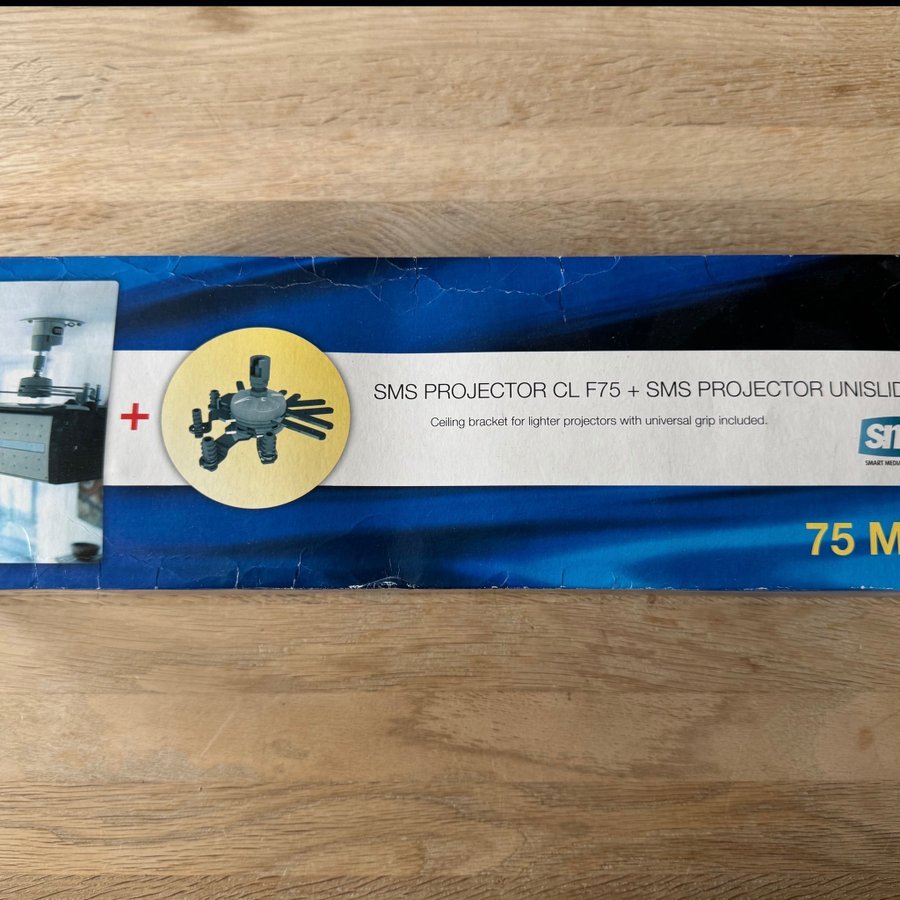 SMS PROJECTOR CL F75 + SMS PROJECTOR UNISLID
Ceiling bracket for lighter projectors with universal grip included.
sm
SMART MEDIA
75 M